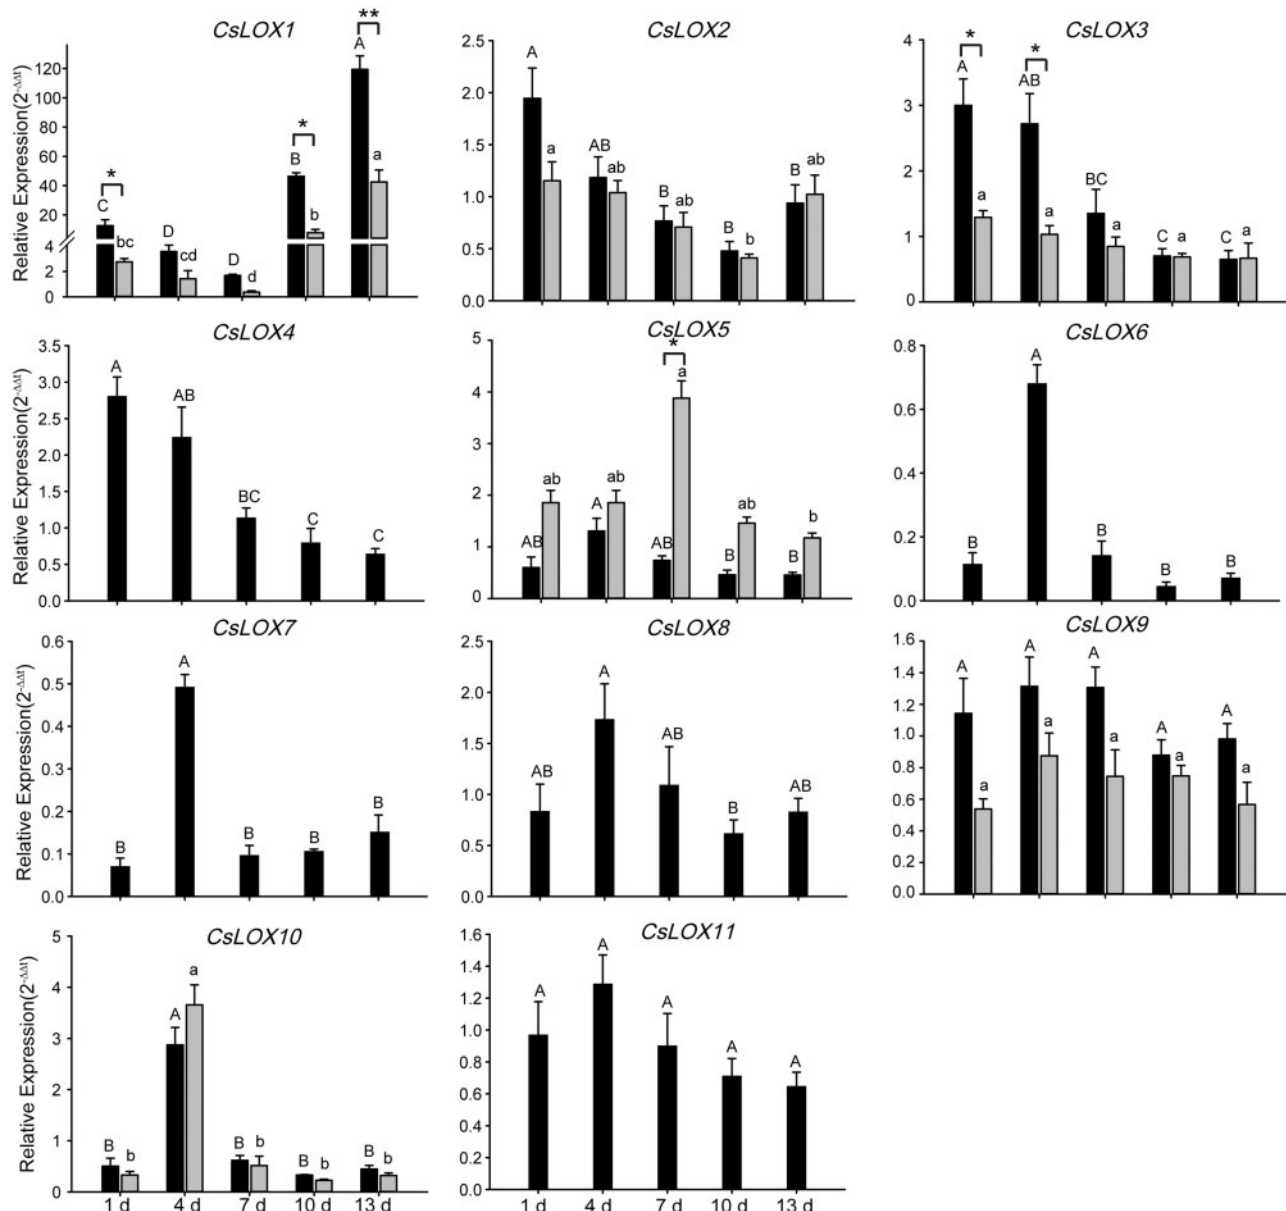 CsLOX1
Relative Expression(2-ΔΔt)
120
100
80
60
40
20
4
2
0
*
C
bc
D
cd
D
d
*
B
b
**
A
a
CsLOX2
2.5
2.0
1.5
1.0
0.5
0.0
A
a
AB
ab
B
ab
B
b
B
ab
CsLOX3
4
3
2
1
0
*
A
a
*
AB
a
BC
a
C
a
C
a
CsLOX4
Relative Expression(2-ΔΔt)
3.5
3.0
2.5
2.0
1.5
1.0
0.5
0.0
A
AB
BC
C
C
CsLOX5
5
4
3
2
1
0
AB
ab
A
ab
*
AB
a
B
ab
B
b
CsLOX6
0.8
0.6
0.4
0.2
0.0
B
A
B
B
B
CsLOX7
Relative Expression(2-ΔΔt)
0.6
0.5
0.4
0.3
0.2
0.1
0.0
B
A
B
B
B
CsLOX8
2.5
2.0
1.5
1.0
0.5
0.0
AB
A
AB
B
AB
CsLOX9
1.6
1.4
1.2
1.0
0.8
0.6
0.4
0.2
0.0
A
a
A
a
A
a
A
a
A
a
CsLOX10
Relative Expression(2-ΔΔt)
5
4
3
2
1
0
B
b
A
a
B
b
B
b
B
b
1 d 4 d 7 d 10 d 13 d
CsLOX11
1.6
1.4
1.2
1.0
0.8
0.6
0.4
0.2
0.0
A
A
A
A
A
1 d 4 d 7 d 10 d 13 d